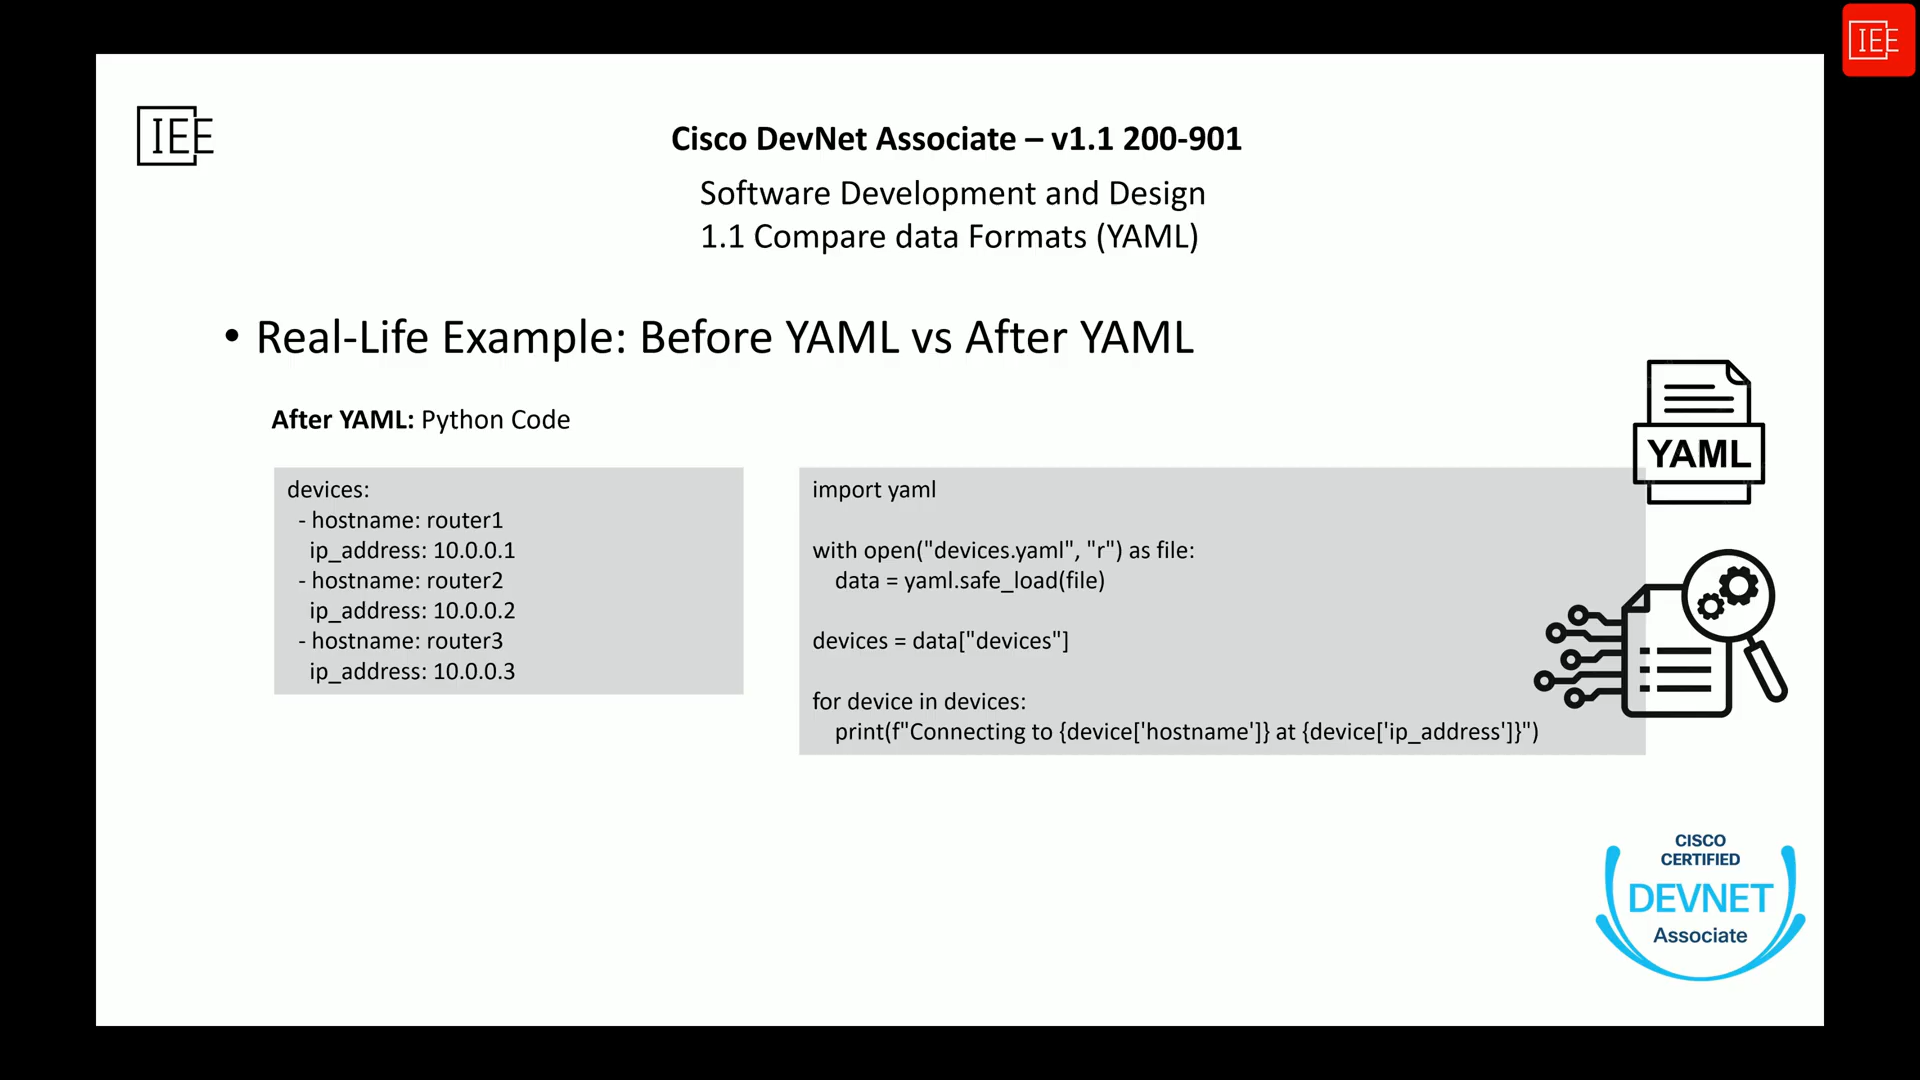 IEE
IEE
Cisco DevNet Associate – v1.1 200-901
Software Development and Design
1.1 Compare data Formats (YAML)
• Real-Life Example: Before YAML vs After YAML
After YAML: Python Code
YAML
devices:
  - hostname: router1
    ip_address: 10.0.0.1
  - hostname: router2
    ip_address: 10.0.0.2
  - hostname: router3
    ip_address: 10.0.0.3
import yaml
with open("devices.yaml", "r") as file:
    data = yaml.safe_load(file)
devices = data["devices"]
for device in devices:
    print(f"Connecting to {device['hostname']} at {device['ip_address']}")
CISCO
CERTIFIED
DEVNET
Associate